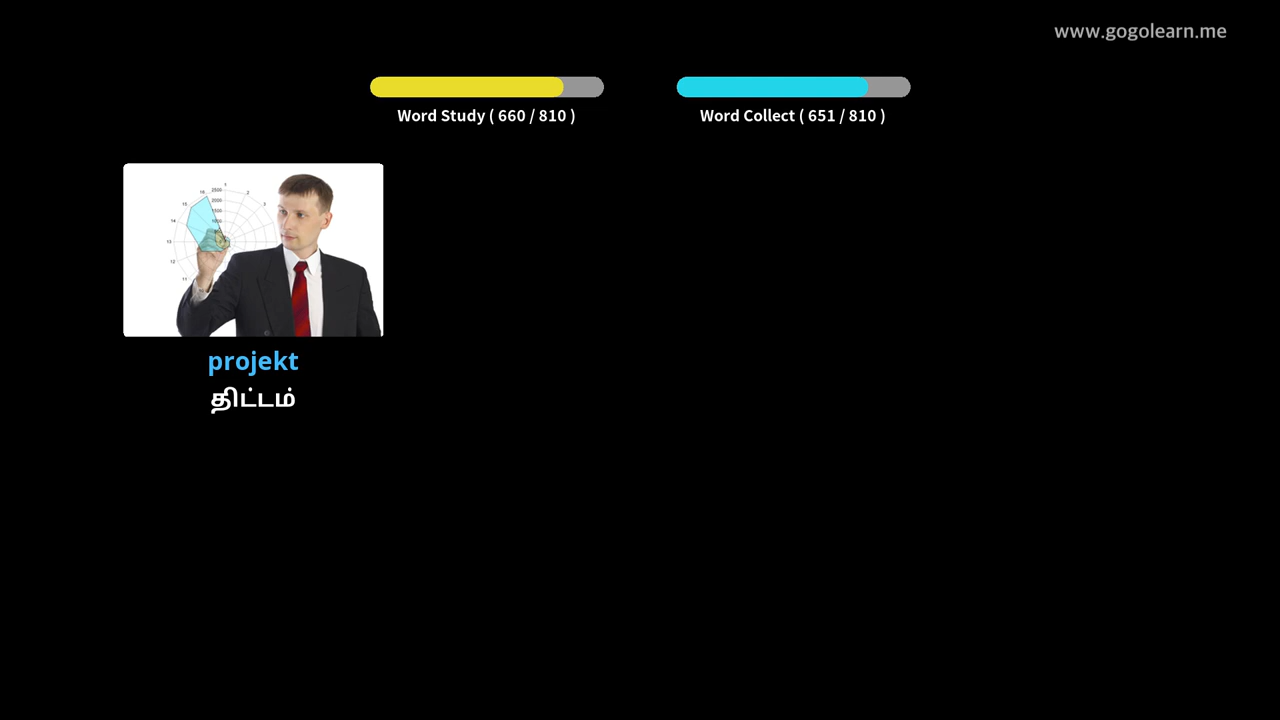 www.gogolearn.me
Word Study ( 660 / 810 )
Word Collect ( 651 / 810 )
projekt
திட்டம்